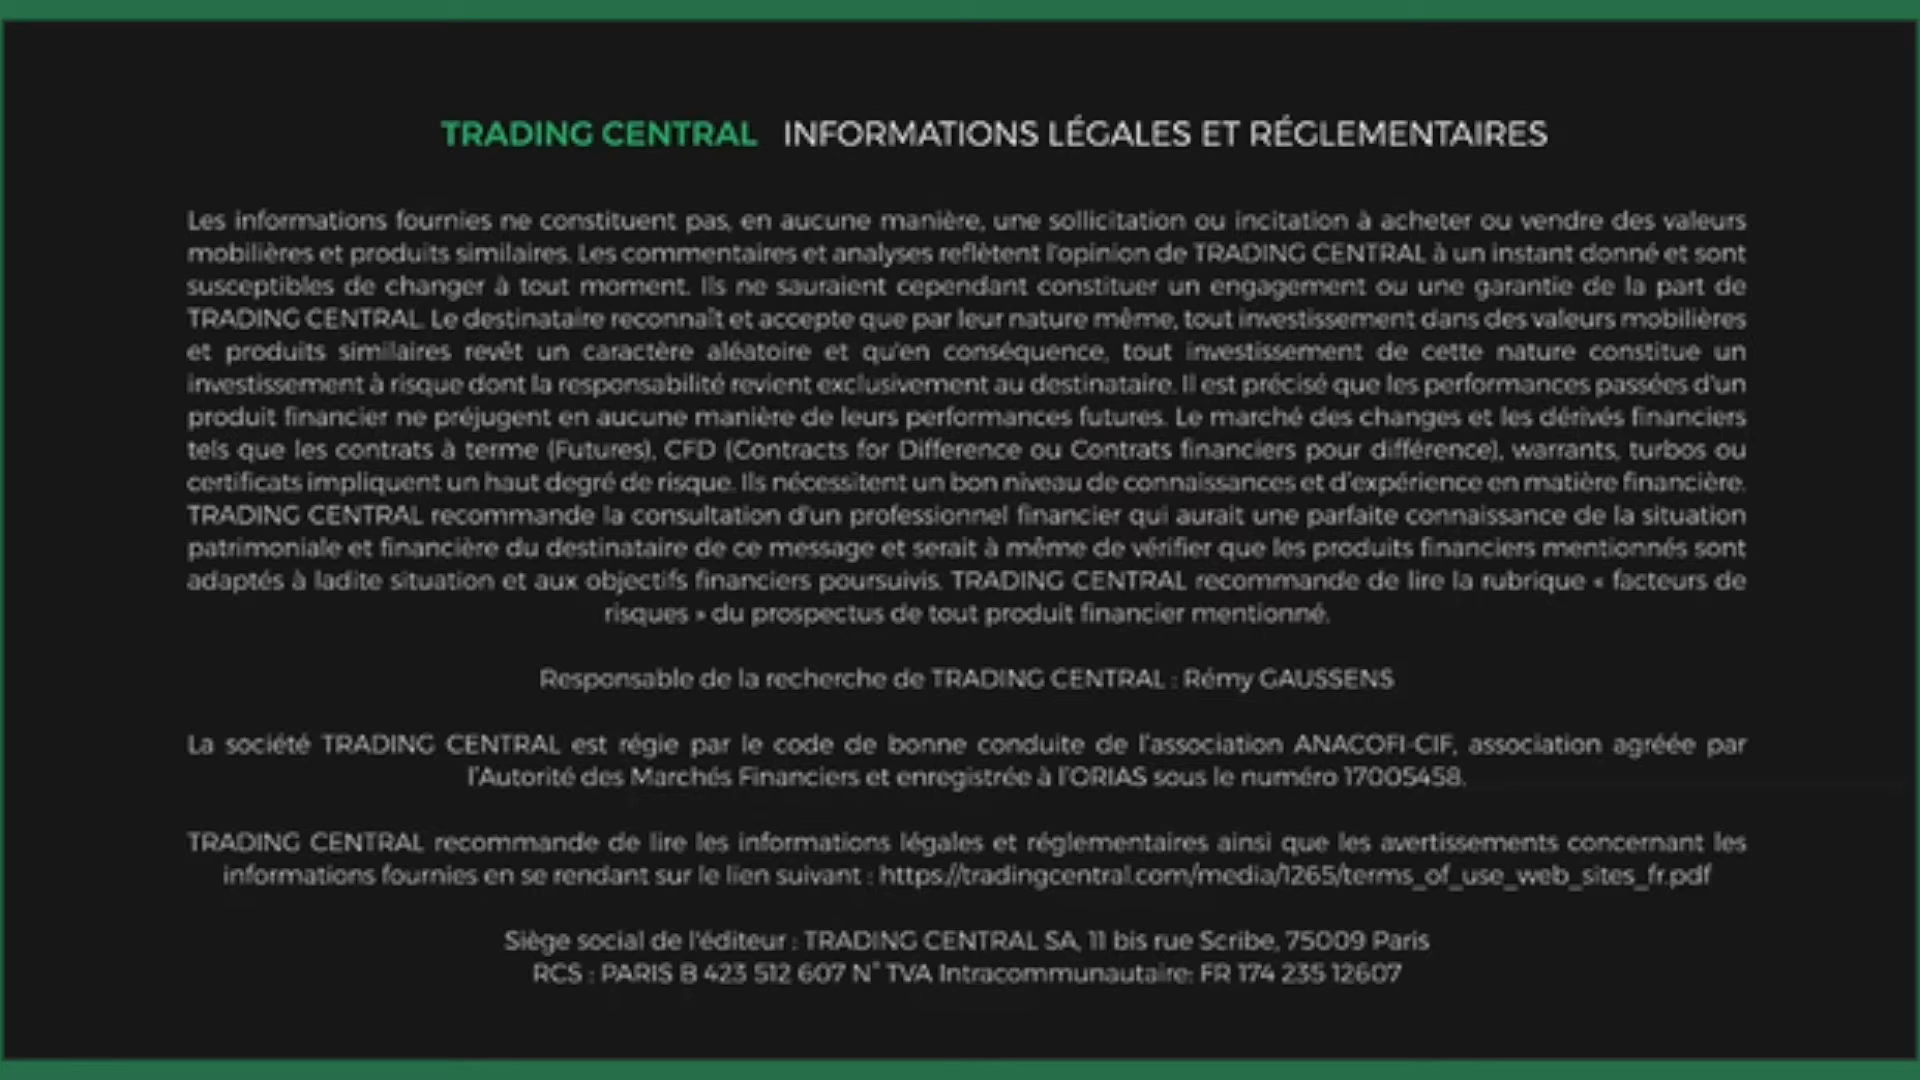 TRADING CENTRAL INFORMATIONS LÉGALES ET RÉGLEMENTAIRES
Les informations fournies ne constituent pas, en aucune manière, une sollicitation ou incitation à acheter ou vendre des valeurs
mobilières et produits similaires. Les commentaires et analyses reflètent l'opinion de TRADING CENTRAL à un instant donné et sont
susceptibles de changer à tout moment. Ils ne sauraient cependant constituer un engagement ou une garantie de la part de
TRADING CENTRAL. Le destinataire reconnaît et accepte que par leur nature même, tout investissement dans des valeurs mobilières
et produits similaires revêt un caractère aléatoire et qu'en conséquence, tout investissement de cette nature constitue un
investissement à risque dont la responsabilité revient exclusivement au destinataire. Il est précisé que les performances passées d'un
produit financier ne préjugent en aucune manière de leurs performances futures. Le marché des changes et les dérivés financiers
tels que les contrats à terme (Futures), CFD (Contracts for Difference ou Contrats financiers pour différence), warrants, turbos ou
certificats impliquent un haut degré de risque. Ils nécessitent un bon niveau de connaissances et d'expérience en matière financière.
TRADING CENTRAL recommande la consultation d'un professionnel financier qui aurait une parfaite connaissance de la situation
patrimoniale et financière du destinataire de ce message et serait à même de vérifier que les produits financiers mentionnés sont
adaptés à ladite situation et aux objectifs financiers poursuivis. TRADING CENTRAL recommande de lire la rubrique « facteurs de
risques » du prospectus de tout produit financier mentionné.
Responsable de la recherche de TRADING CENTRAL : Rémy GAUSSENS
La société TRADING CENTRAL est régie par le code de bonne conduite de l'association ANACOFI-CIF, association agréée par
l'Autorité des Marchés Financiers et enregistrée à l'ORIAS sous le numéro 17005458.
TRADING CENTRAL recommande de lire les informations légales et réglementaires ainsi que les avertissements concernant les
informations fournies en se rendant sur le lien suivant : https://tradingcentral.com/media/1265/terms_of_use_web_sites_fr.pdf
Siège social de l'éditeur : TRADING CENTRAL SA, 11 bis rue Scribe, 75009 Paris
RCS : PARIS B 423 512 607 N° TVA Intracommunautaire: FR 174 235 12607